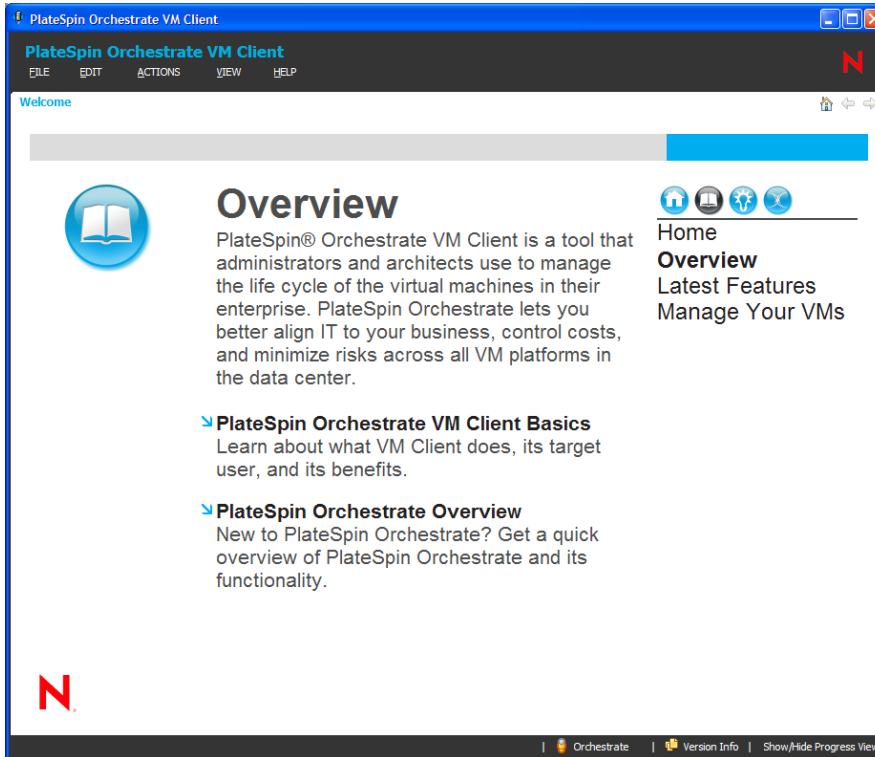 PlateSpin Orchestrate VM Client
PlateSpin Orchestrate VM Client
FILE EDIT ACTIONS VIEW HELP
N
Welcome
Overview
PlateSpin® Orchestrate VM Client is a tool that
administrators and architects use to manage
the life cycle of the virtual machines in their
enterprise. PlateSpin Orchestrate lets you
better align IT to your business, control costs,
and minimize risks across all VM platforms in
the data center.
PlateSpin Orchestrate VM Client Basics
Learn about what VM Client does, its target
user, and its benefits.
PlateSpin Orchestrate Overview
New to PlateSpin Orchestrate? Get a quick
overview of PlateSpin Orchestrate and its
functionality.
Home
Overview
Latest Features
Manage Your VMs
N
| Orchestrate | Version Info | Show/Hide Progress View